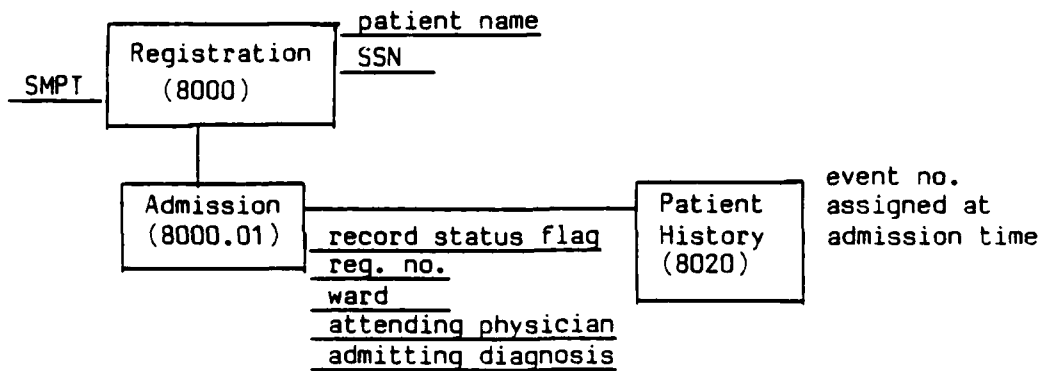 patient name
Registration
(8000)
SSN
SMPT
Admission
(8000.01)
record status flag
reg. no.
ward
attending physician
admitting diagnosis
Patient
History
(8020)
event no.
assigned at
admission time